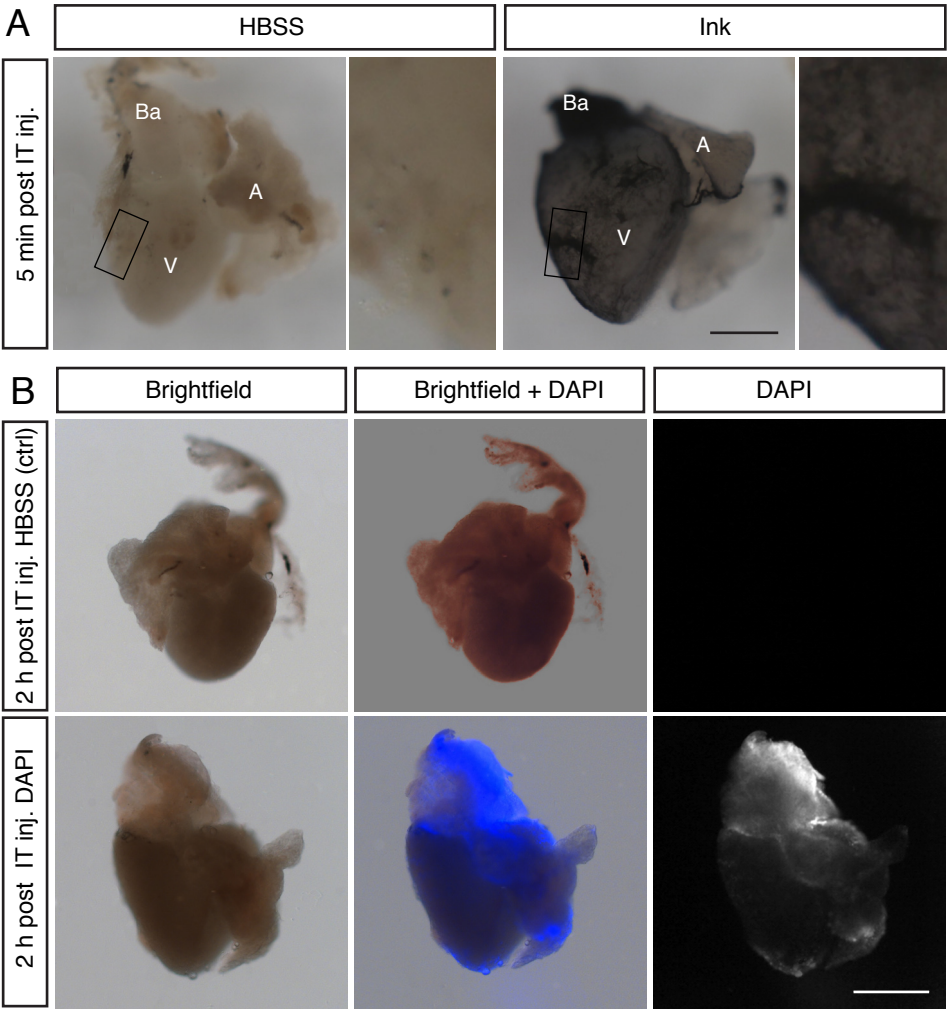 A
HBSS
Ink
5 min post IT inj.
Ba
A
V
Ba
A
V
B
Brightfield
Brightfield + DAPI
DAPI
2 h post IT inj. HBSS (ctrl)
2 h post IT inj. DAPI